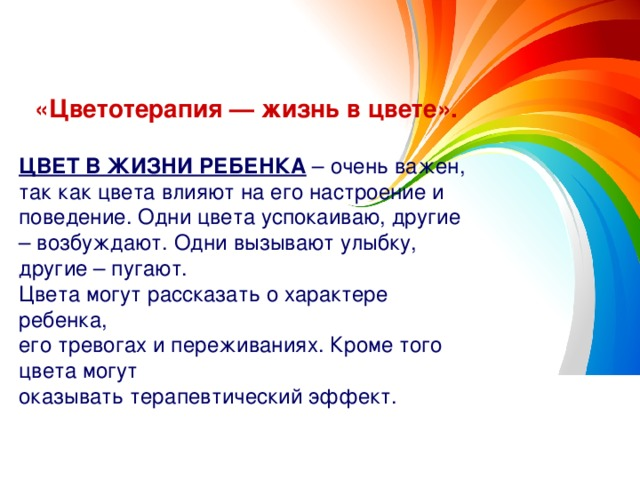 «Цветотерапия — жизнь в цвете».
ЦВЕТ В ЖИЗНИ РЕБЕНКА – очень важен,
так как цвета влияют на его настроение и
поведение. Одни цвета успокаиваю, другие
– возбуждают. Одни вызывают улыбку,
другие – пугают.
Цвета могут рассказать о характере
ребенка,
его тревогах и переживаниях. Кроме того
цвета могут
оказывать терапевтический эффект.